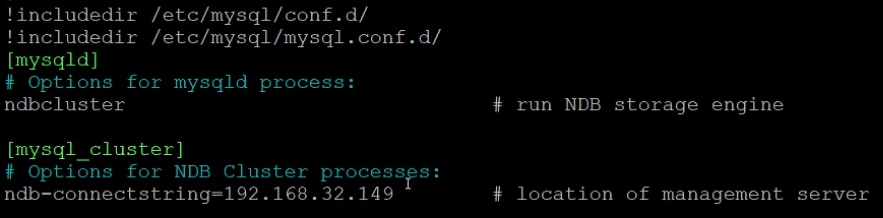 !includedir /etc/mysql/conf.d/
!includedir /etc/mysql/mysql.conf.d/
[mysqld]
# Options for mysqld process:
ndbcluster # run NDB storage engine
[mysql_cluster]
# Options for NDB Cluster processes:
ndb-connectstring=192.168.32.149 # location of management server